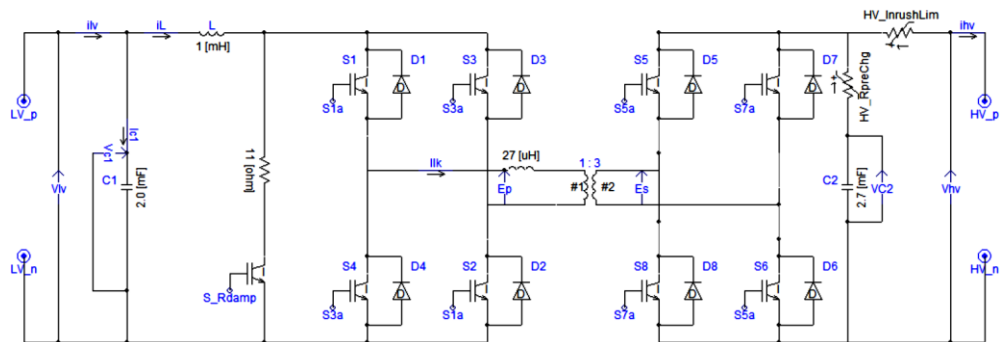 HV_InrushLim
ilv
iL
L
ihv
1 [mH]
S1
D1
S3
D3
S5
D5
D7
HV_RpreChg
S1a
S3a
S5a
S7a
LV_p
HV_p
Ic1
Vc1
11 [ohm]
Ilk
27 [uH]
1 : 3
Vlv
C1
2.0 [mF]
Ep
#1
#2
Es
C2
2.7 [mF]
VC2
Vhv
LV_n
S4
D4
S2
D2
S8
D8
S6
D6
HV_n
S_Rdamp
S3a
S1a
S7a
S5a
D
D
D
D
D
D
D
D